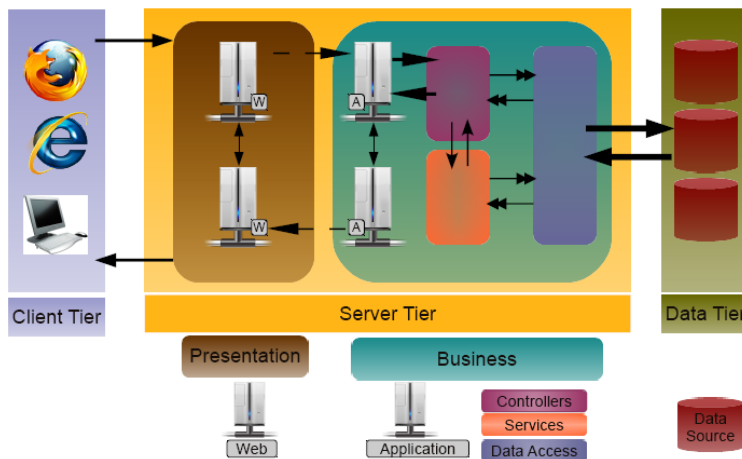 W
A
W
A
Client Tier
Server Tier
Data Tier
Presentation
Business
Web
Application
Controllers
Services
Data Access
Data
Source